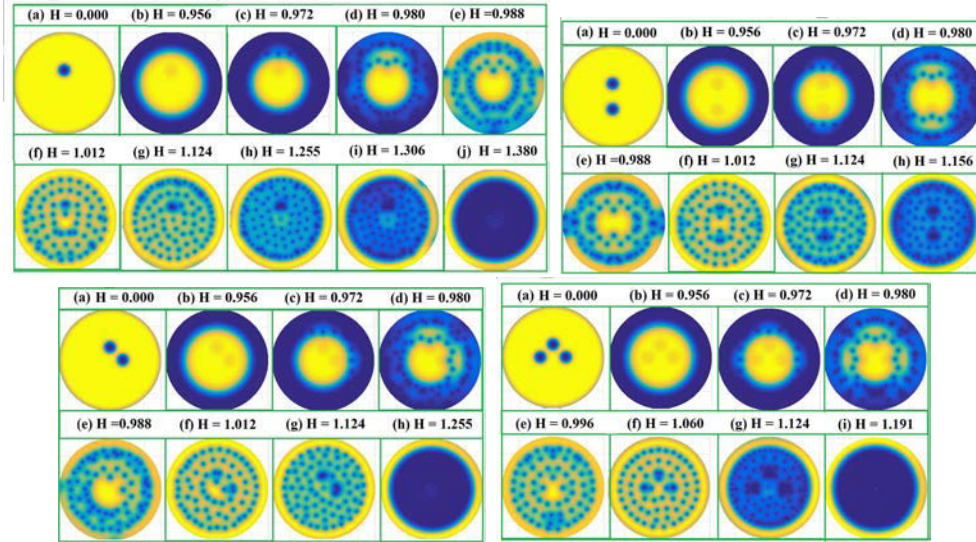 (a) H = 0.000 (b) H = 0.956 (c) H = 0.972 (d) H = 0.980 (e) H =0.988
(f) H = 1.012 (g) H = 1.124 (h) H = 1.255 (i) H = 1.306 (j) H = 1.380
(a) H = 0.000 (b) H = 0.956 (c) H = 0.972 (d) H = 0.980
(e) H =0.988 (f) H = 1.012 (g) H = 1.124 (h) H = 1.156
(a) H = 0.000 (b) H = 0.956 (c) H = 0.972 (d) H = 0.980
(e) H =0.988 (f) H = 1.012 (g) H = 1.124 (h) H = 1.255
(a) H = 0.000 (b) H = 0.956 (c) H = 0.972 (d) H = 0.980
(e) H = 0.996 (f) H = 1.060 (g) H = 1.124 (i) H = 1.191